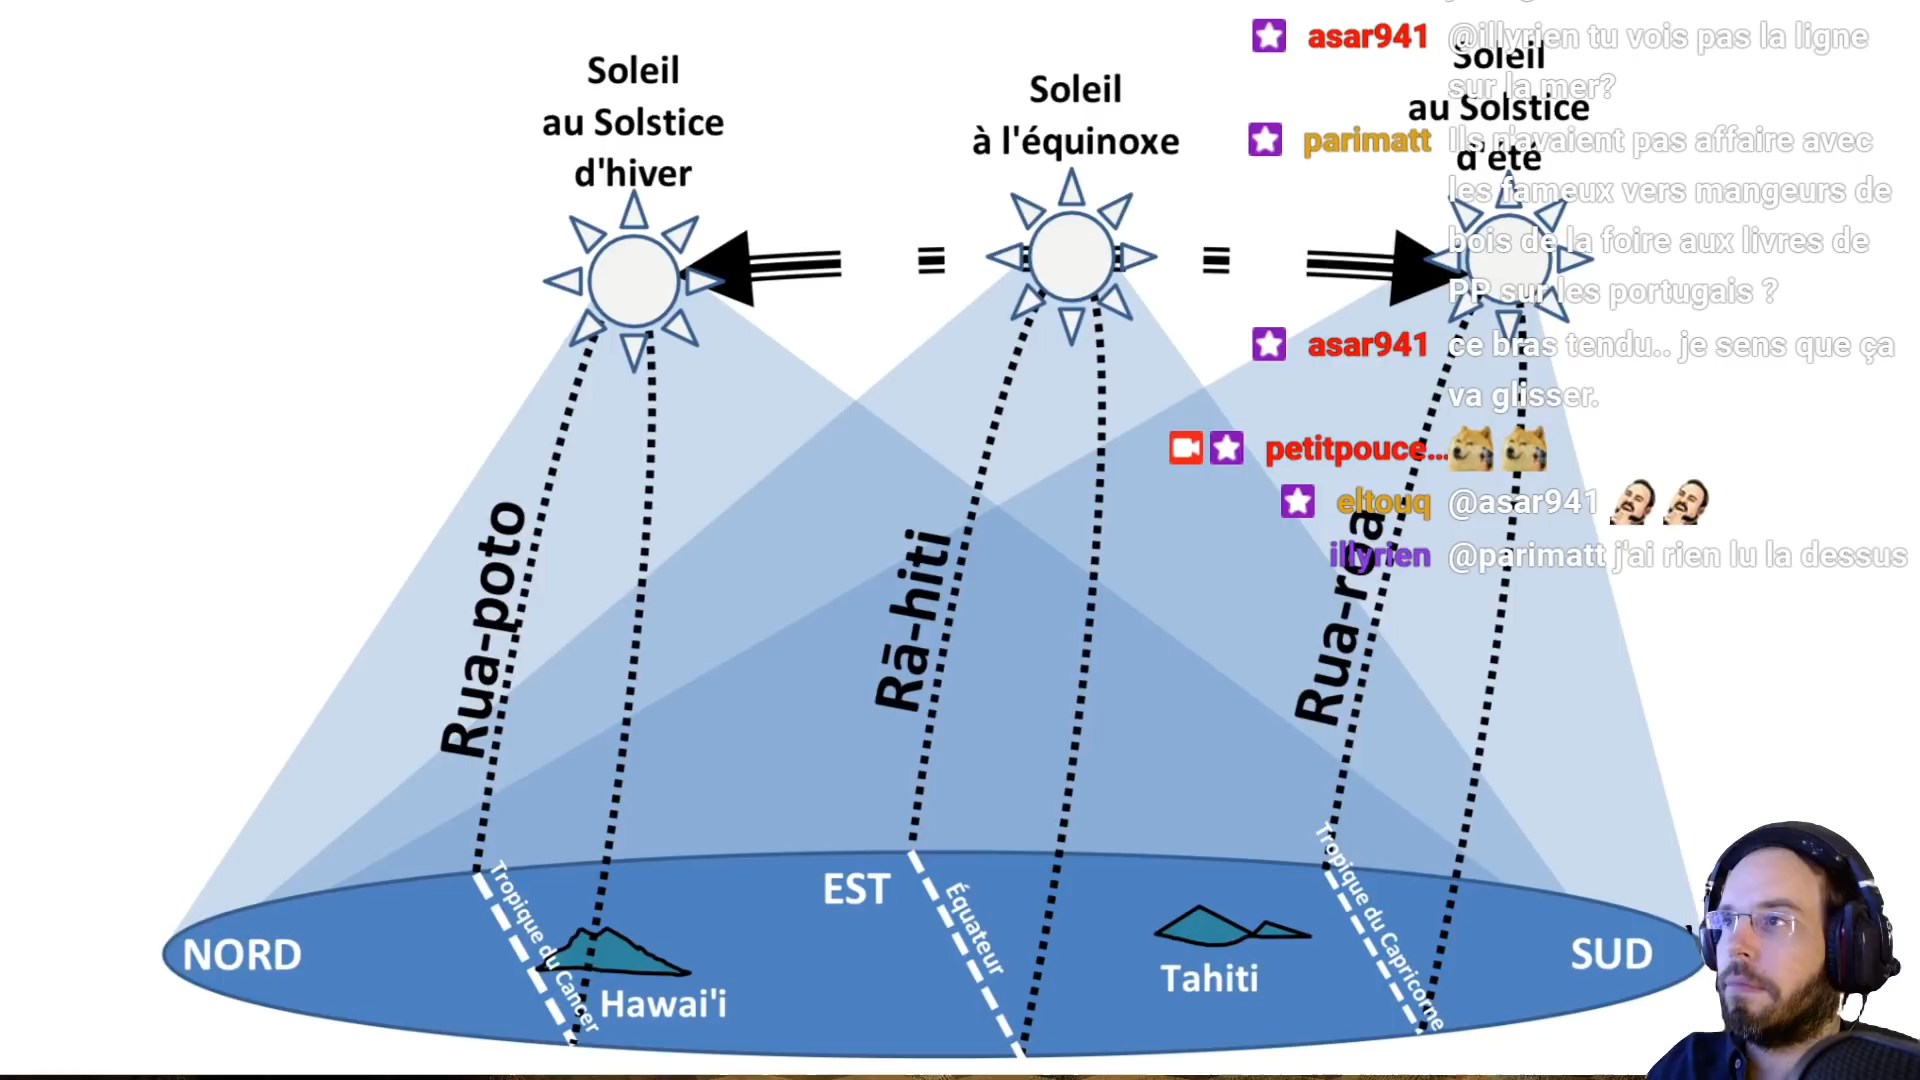 Soleil
au Solstice
d'hiver
Soleil
à l'équinoxe
Soleil
au Solstice
d'été
asar941 @illyrien tu vois pas la ligne
sur la mer?
parimatt Ils n'avaient pas affaire avec
les fameux vers mangeurs de
bois de la foire aux livres de
PP sur les portugais ?
asar941 ce bras tendu.. je sens que ça
va glisser.
petitpouce...
eltouq @asar941
illyrien @parimatt j'ai rien lu la dessus
Rua-poto
Rā-hiti
Rua-roa
NORD
EST
SUD
Tropique du Cancer
Équateur
Tropique du Capricorne
Hawai'i
Tahiti